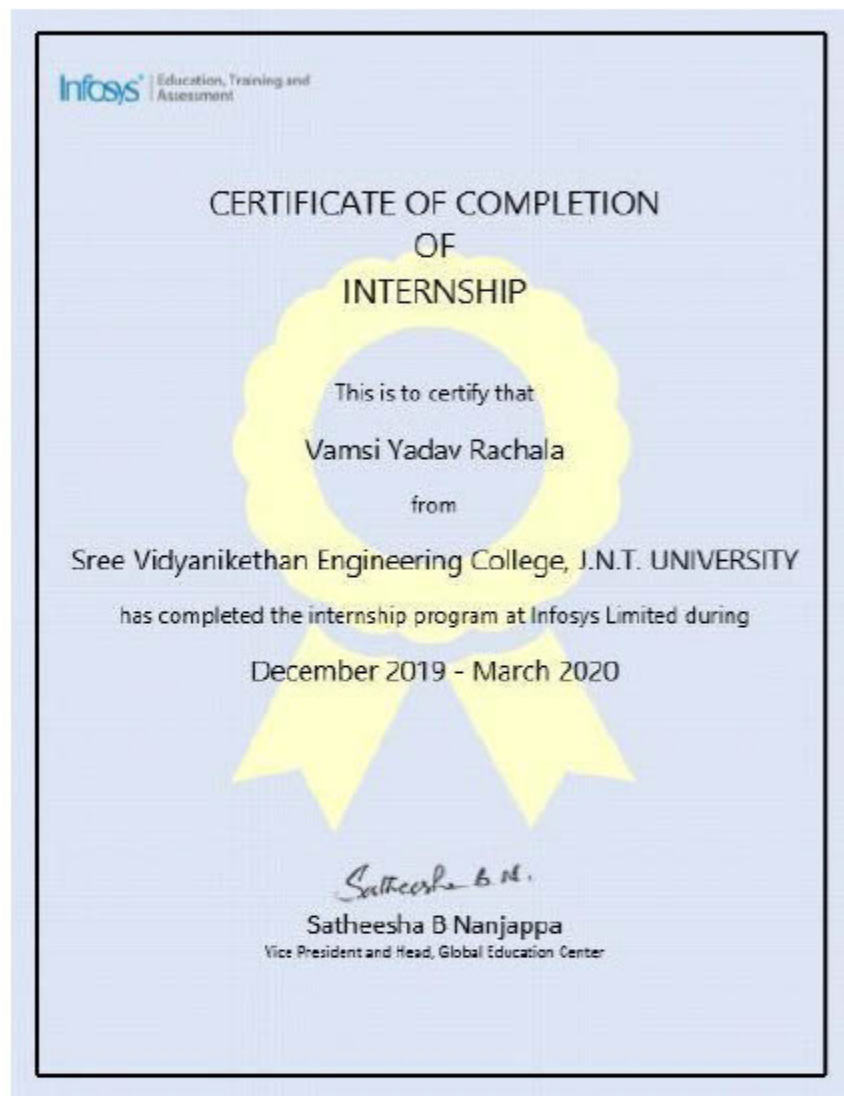 Infosys® | Education, Training and
Assessment
CERTIFICATE OF COMPLETION
OF
INTERNSHIP
This is to certify that
Vamsi Yadav Rachala
from
Sree Vidyanikethan Engineering College, J.N.T. UNIVERSITY
has completed the internship program at Infosys Limited during
December 2019 - March 2020
Satheesha B N.
Satheesha B Nanjappa
Vice President and Head, Global Education Center